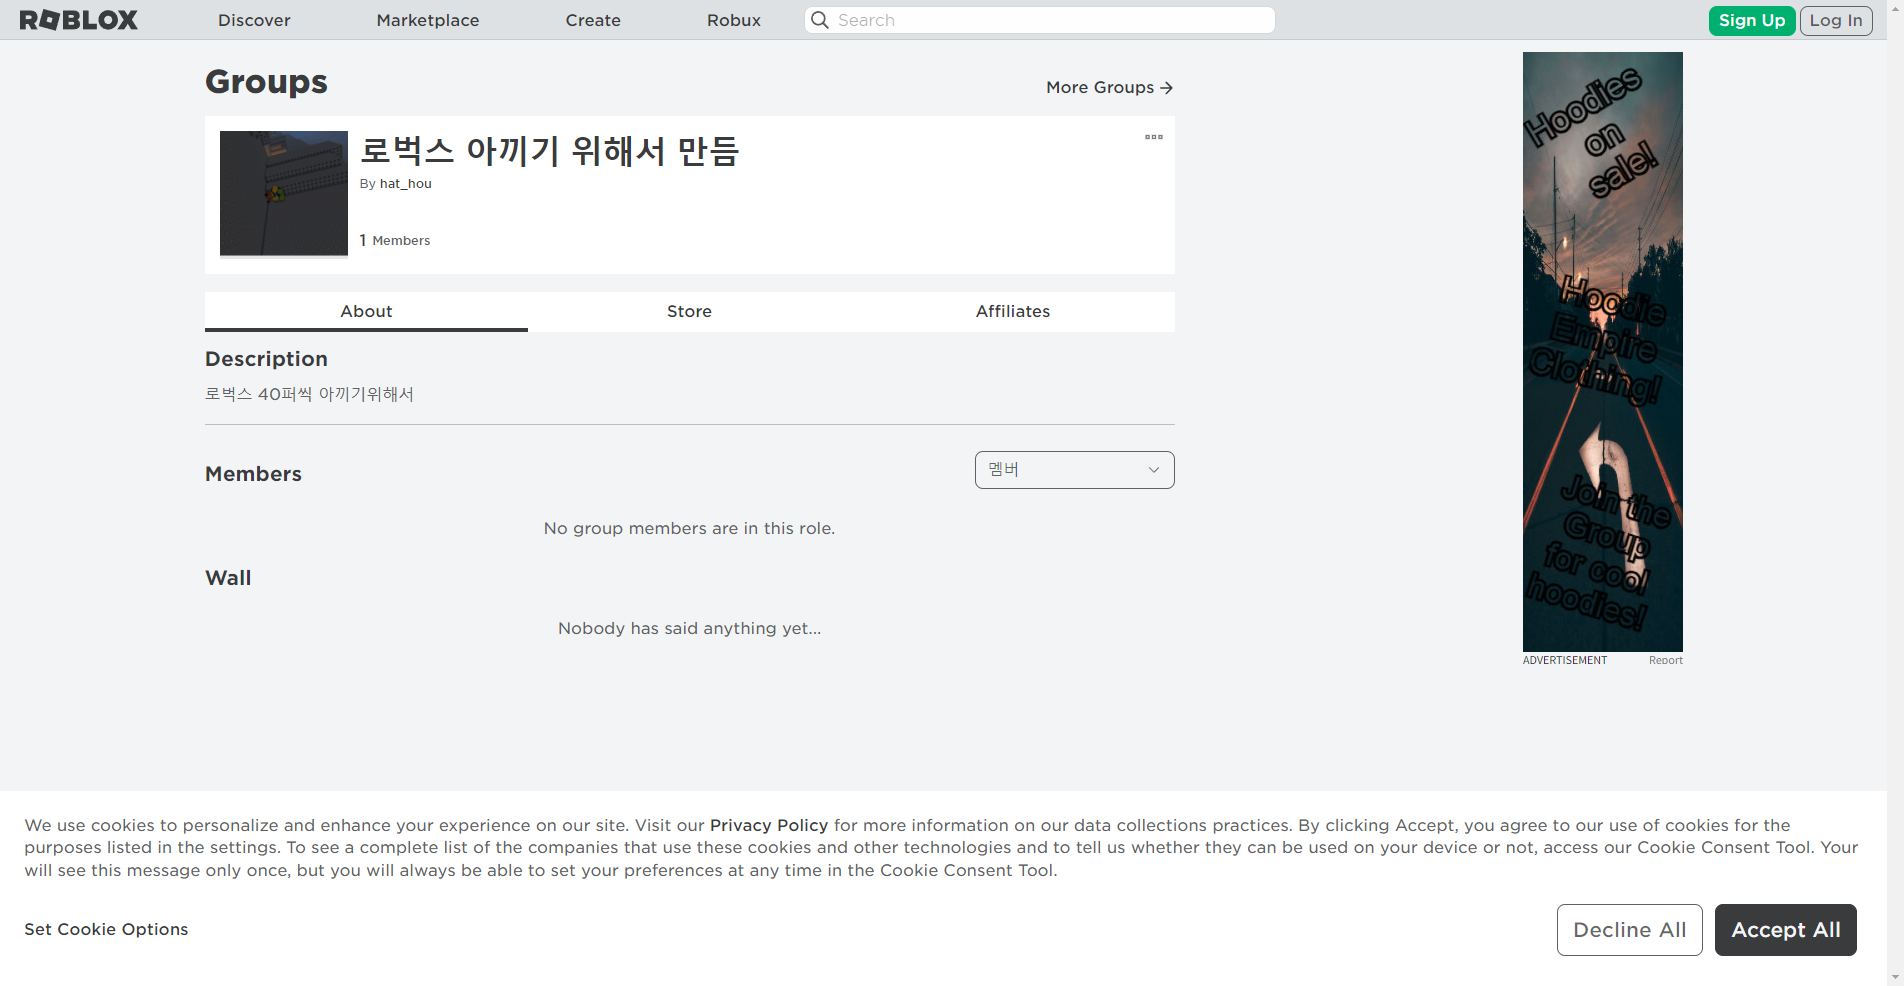 ROBLOX
Discover
Marketplace
Create
Robux
Search
Sign Up
Log In
Groups
More Groups
로벅스 아끼기 위해서 만듬
By hat_hou
1 Members
About
Store
Affiliates
Description
로벅스 40퍼씩 아끼기위해서
Members
멤버
No group members are in this role.
Wall
Nobody has said anything yet...
Hoodies
on
sale!
Hoodie
Empire
Clothing!
Join the
Group
for cool
hoodies!
ADVERTISEMENT
Report
We use cookies to personalize and enhance your experience on our site. Visit our Privacy Policy for more information on our data collections practices. By clicking Accept, you agree to our use of cookies for the
purposes listed in the settings. To see a complete list of the companies that use these cookies and other technologies and to tell us whether they can be used on your device or not, access our Cookie Consent Tool. Your
will see this message only once, but you will always be able to set your preferences at any time in the Cookie Consent Tool.
Set Cookie Options
Decline All
Accept All